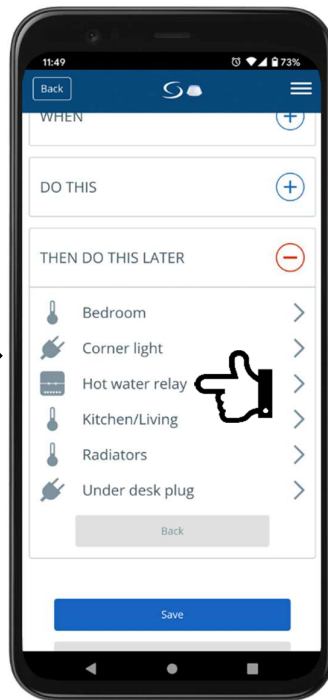 11:49 73%
Back
WHEN
DO THIS
THEN DO THIS LATER
Bedroom
Corner light
Hot water relay
Kitchen/Living
Radiators
Under desk plug
Back
Save